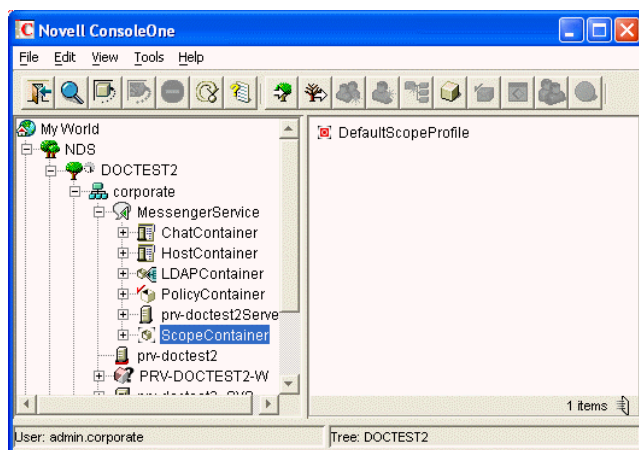 Novell ConsoleOne
File Edit View Tools Help
My World
NDS
DOCTEST2
corporate
MessengerService
ChatContainer
HostContainer
LDAPContainer
PolicyContainer
prv-doctest2Serve
ScopeContainer
prv-doctest2
PRV-DOCTEST2-W
DefaultScopeProfile
1 items
User: admin.corporate
Tree: DOCTEST2